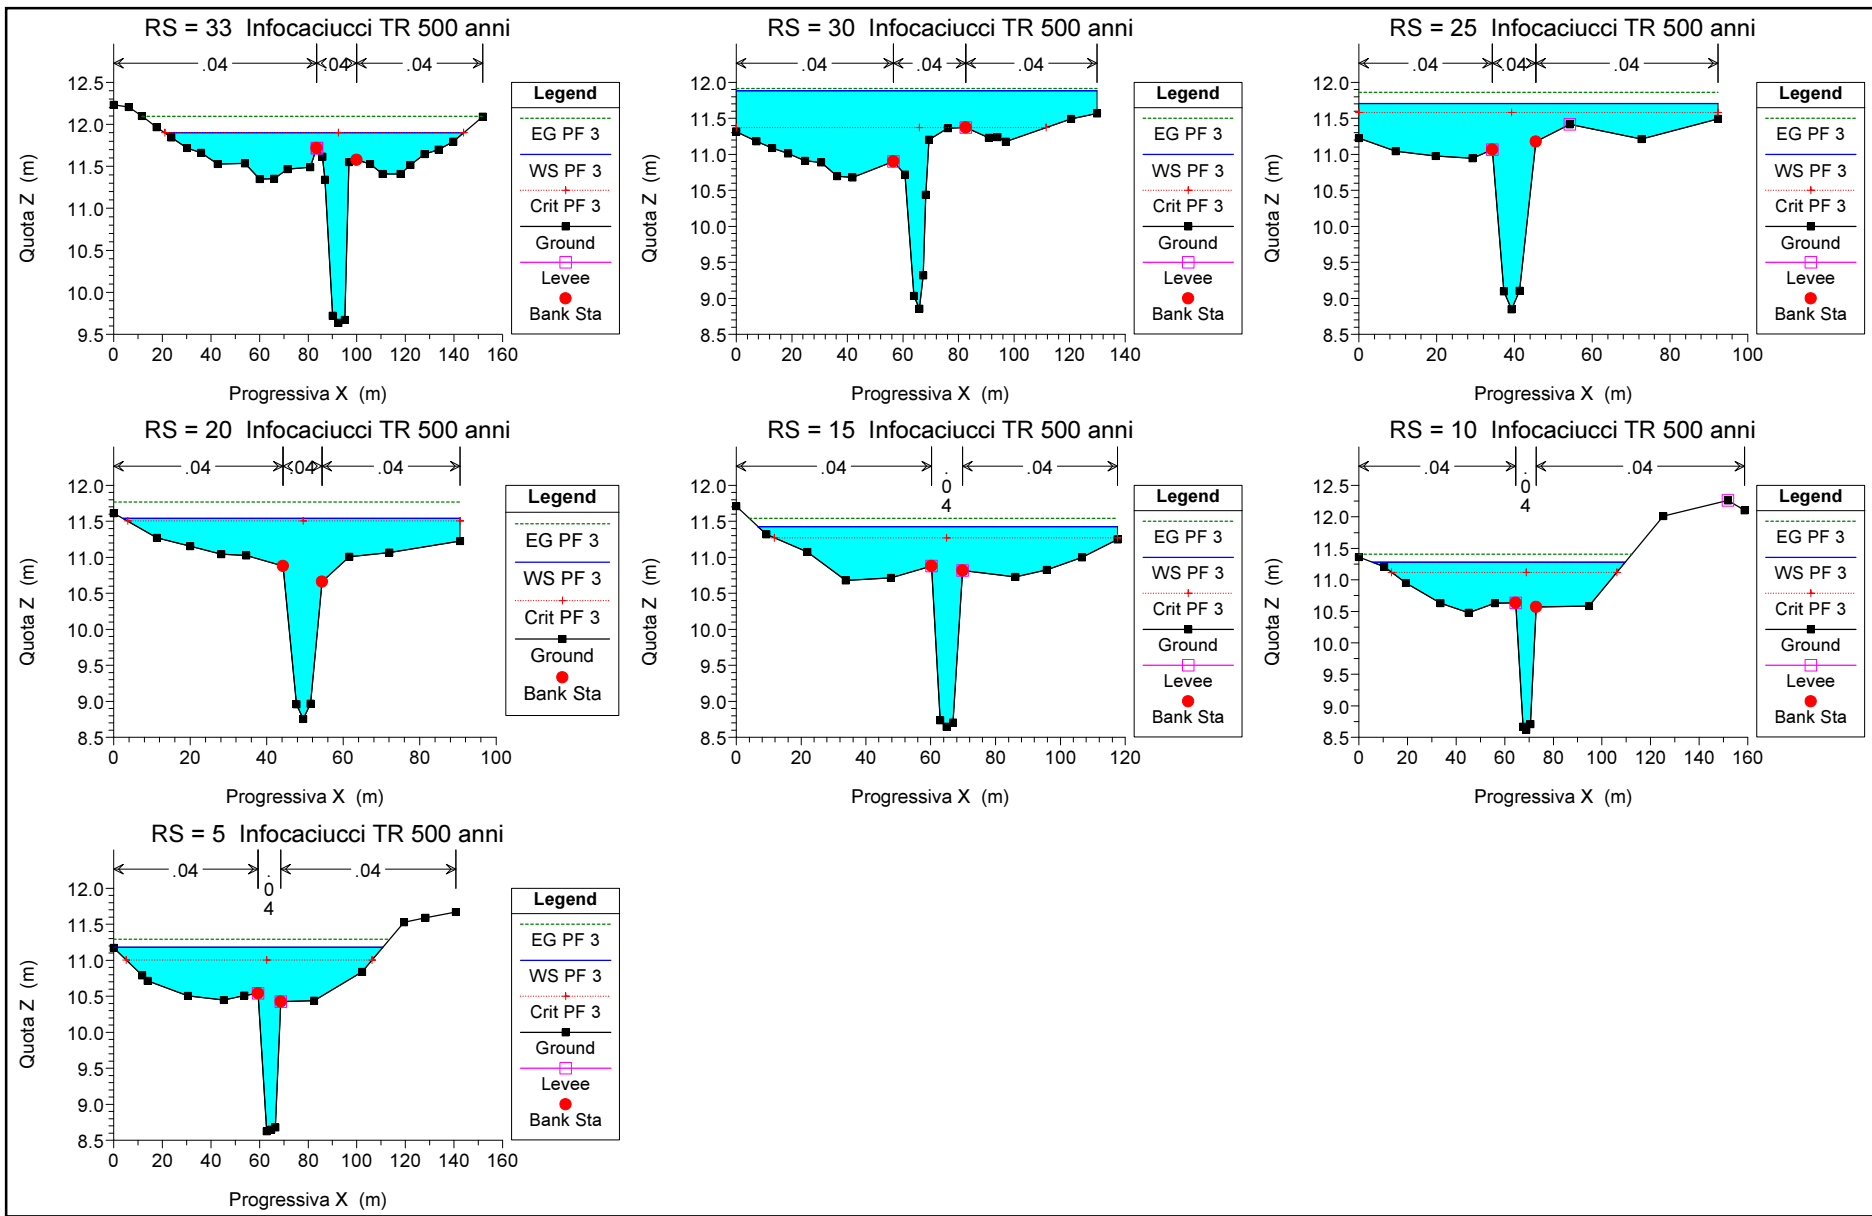 RS = 33 Infocaciucci TR 500 anni
.04
.04
.04
Quota Z (m)
12.5
12.0
11.5
11.0
10.5
10.0
9.5
0 20 40 60 80 100 120 140 160
Progressiva X (m)
Legend
EG PF 3
WS PF 3
Crit PF 3
Ground
Levee
Bank Sta
RS = 30 Infocaciucci TR 500 anni
.04
.04
.04
Quota Z (m)
12.0
11.5
11.0
10.5
10.0
9.5
9.0
8.5
0 20 40 60 80 100 120 140
Progressiva X (m)
Legend
EG PF 3
WS PF 3
Crit PF 3
Ground
Levee
Bank Sta
RS = 25 Infocaciucci TR 500 anni
.04
.04
.04
Quota Z (m)
12.0
11.5
11.0
10.5
10.0
9.5
9.0
8.5
0 20 40 60 80 100
Progressiva X (m)
Legend
EG PF 3
WS PF 3
Crit PF 3
Ground
Levee
Bank Sta
RS = 20 Infocaciucci TR 500 anni
.04
.04
.04
Quota Z (m)
12.0
11.5
11.0
10.5
10.0
9.5
9.0
8.5
0 20 40 60 80 100
Progressiva X (m)
Legend
EG PF 3
WS PF 3
Crit PF 3
Ground
Bank Sta
RS = 15 Infocaciucci TR 500 anni
.04
.
0
4
.04
Quota Z (m)
12.0
11.5
11.0
10.5
10.0
9.5
9.0
8.5
0 20 40 60 80 100 120
Progressiva X (m)
Legend
EG PF 3
WS PF 3
Crit PF 3
Ground
Levee
Bank Sta
RS = 10 Infocaciucci TR 500 anni
.04
.
0
4
.04
Quota Z (m)
12.5
12.0
11.5
11.0
10.5
10.0
9.5
9.0
8.5
0 20 40 60 80 100 120 140 160
Progressiva X (m)
Legend
EG PF 3
WS PF 3
Crit PF 3
Ground
Levee
Bank Sta
RS = 5 Infocaciucci TR 500 anni
.04
.
0
4
.04
Quota Z (m)
12.0
11.5
11.0
10.5
10.0
9.5
9.0
8.5
0 20 40 60 80 100 120 140 160
Progressiva X (m)
Legend
EG PF 3
WS PF 3
Crit PF 3
Ground
Levee
Bank Sta